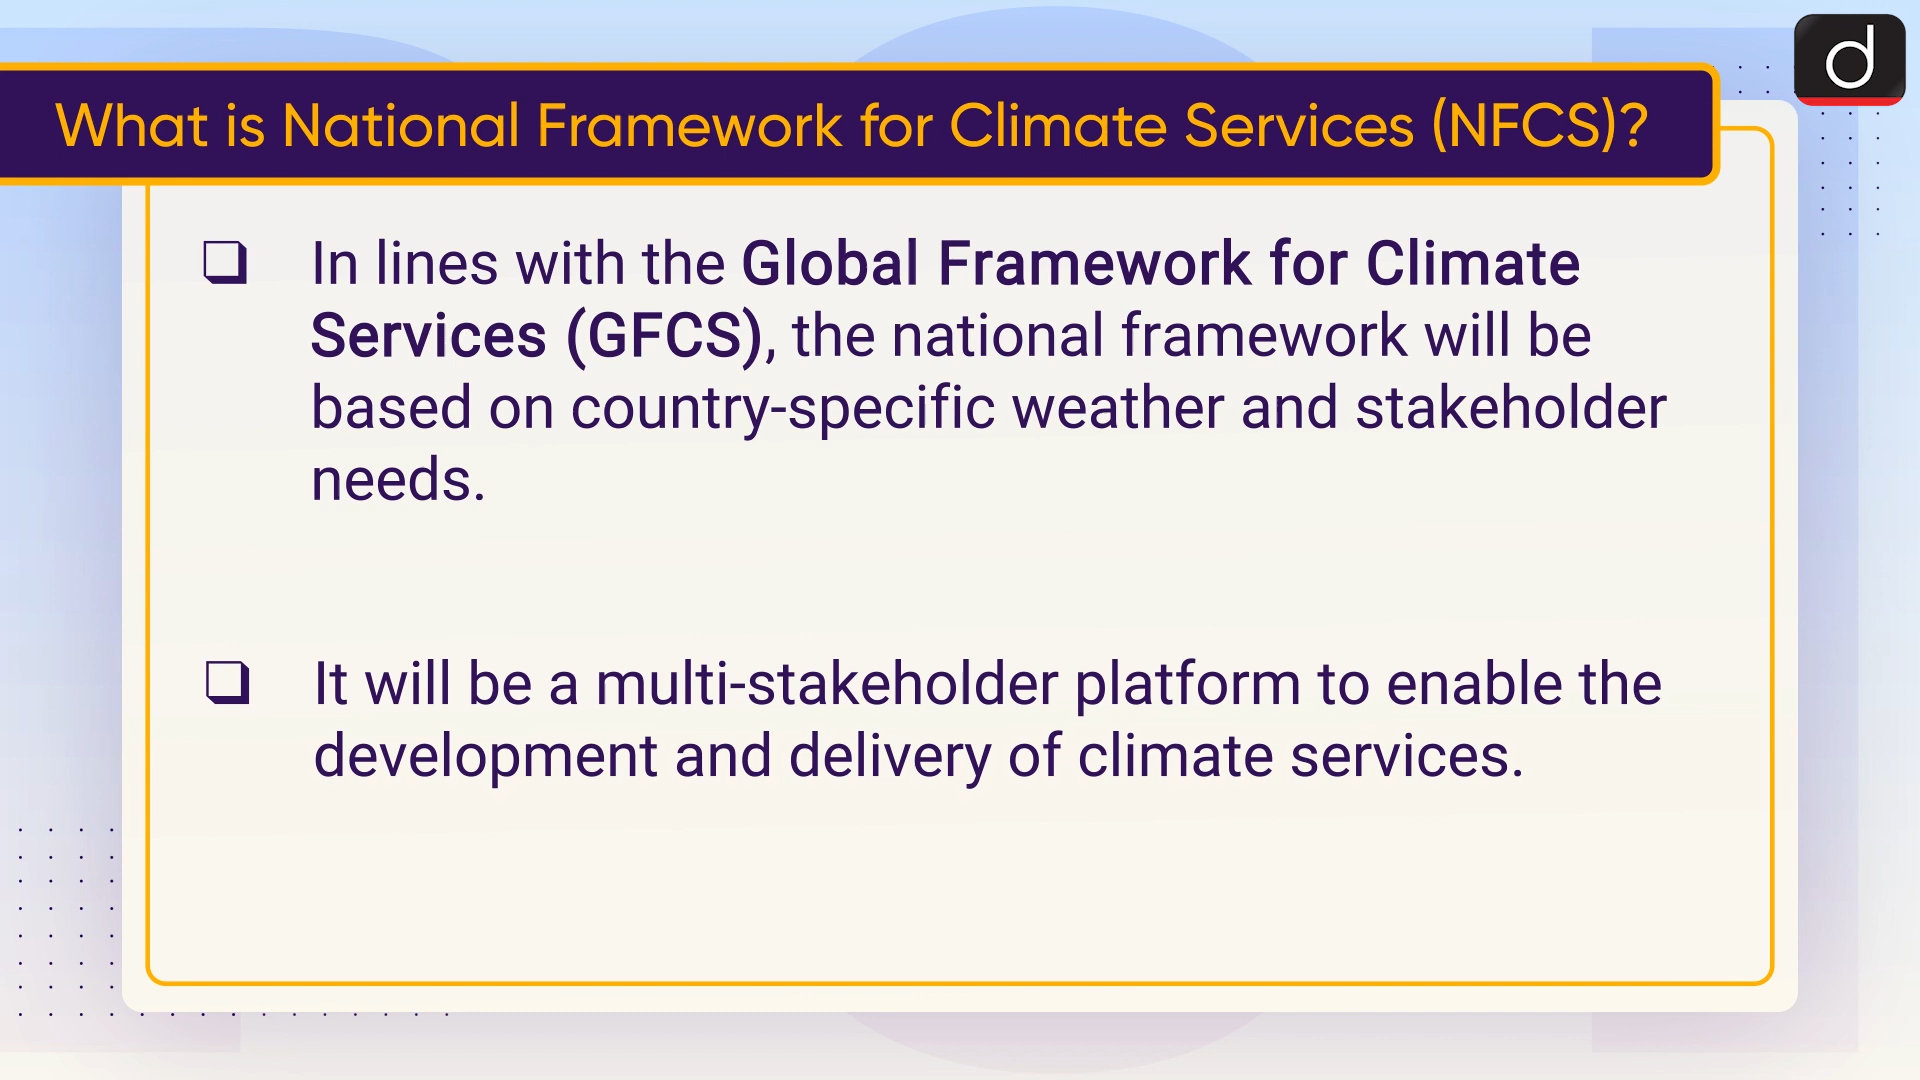 d
What is National Framework for Climate Services (NFCS)?
❑ In lines with the Global Framework for Climate
Services (GFCS), the national framework will be
based on country-specific weather and stakeholder
needs.
❑ It will be a multi-stakeholder platform to enable the
development and delivery of climate services.